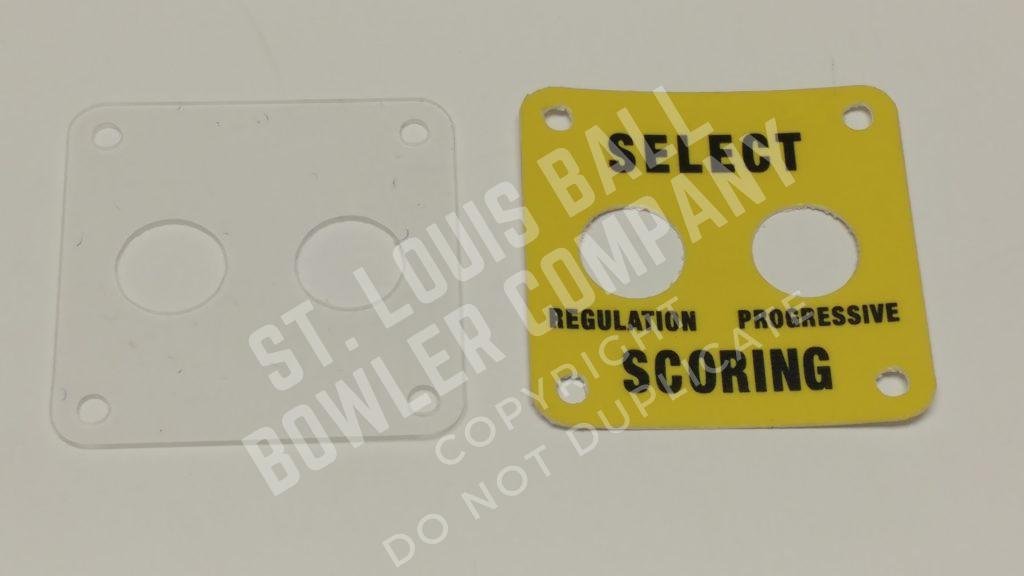 SELECT
REGULATION PROGRESSIVE
SCORING
ST. LOUIS BALL
BOWLER COMPANY
COPYRIGHT
DO NOT DUPLICATE